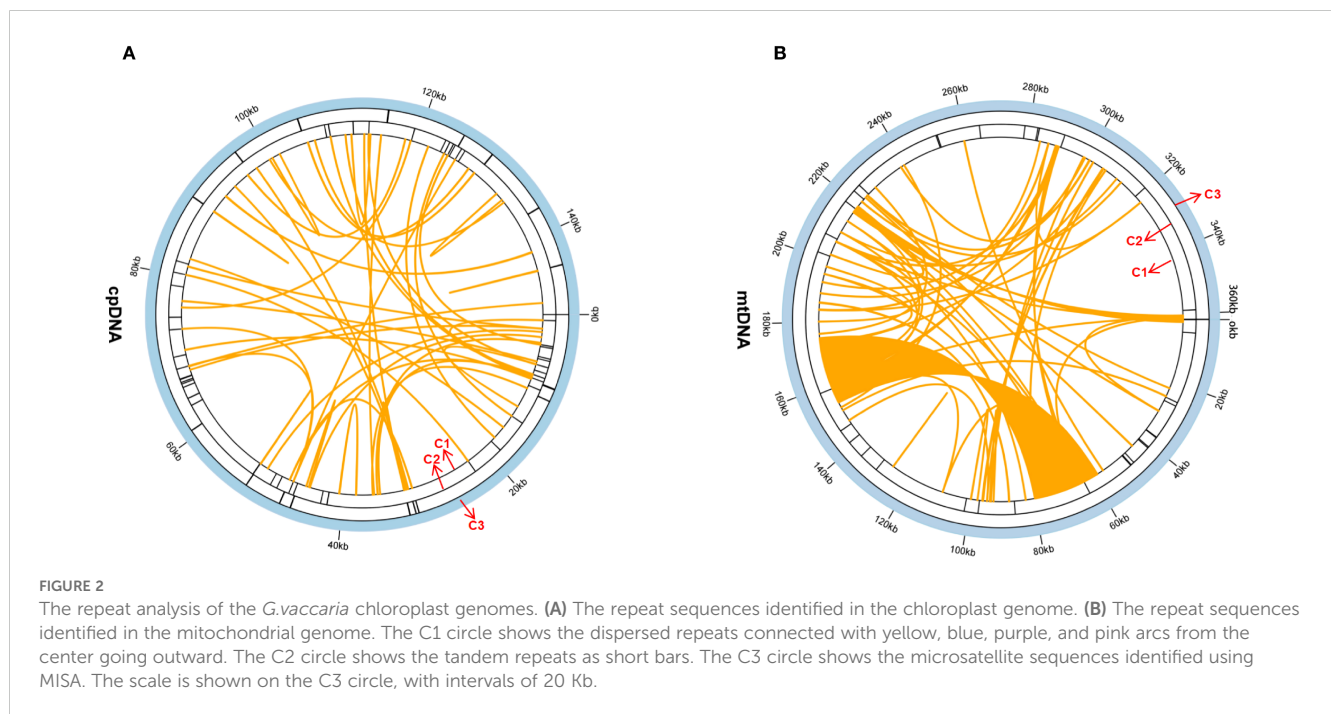 A
B
100kb
120kb
140kb
0kb
20kb
40kb
60kb
80kb
cpDNA
C1
C2
C3
260kb
280kb
300kb
320kb
340kb
360kb
0kb
20kb
40kb
60kb
80kb
100kb
120kb
140kb
160kb
180kb
200kb
220kb
240kb
mtDNA
C3
C2
C1
FIGURE 2
The repeat analysis of the G.vaccaria chloroplast genomes. (A) The repeat sequences identified in the chloroplast genome. (B) The repeat sequences
identified in the mitochondrial genome. The C1 circle shows the dispersed repeats connected with yellow, blue, purple, and pink arcs from the
center going outward. The C2 circle shows the tandem repeats as short bars. The C3 circle shows the microsatellite sequences identified using
MISA. The scale is shown on the C3 circle, with intervals of 20 Kb.